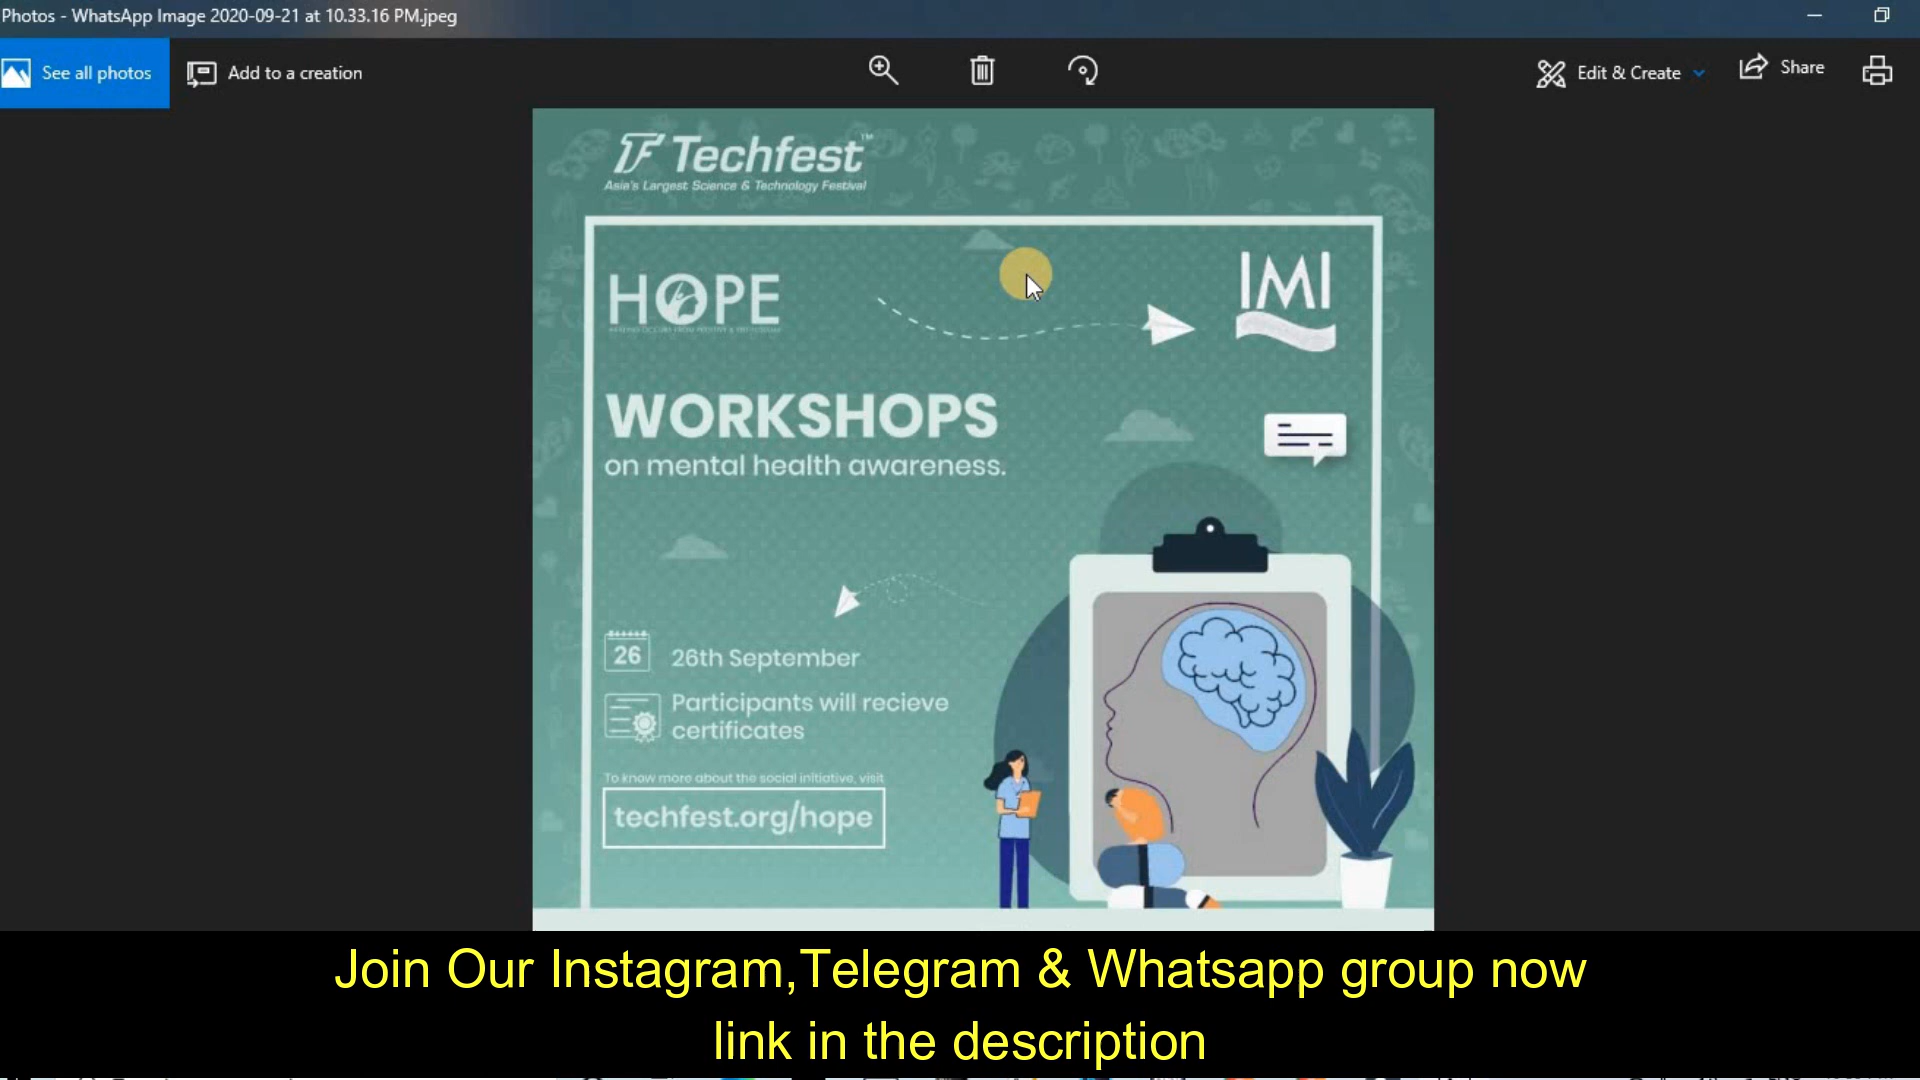 Photos - WhatsApp Image 2020-09-21 at 10.33.16 PM.jpeg
See all photos
Add to a creation
Edit & Create
Share
TF Techfest™
Asia's Largest Science & Technology Festival
HOPE
IMI
WORKSHOPS
on mental health awareness.
26
26th September
Participants will recieve
certificates
To know more about the social initiative, visit
techfest.org/hope
Join Our Instagram,Telegram & Whatsapp group now
link in the description